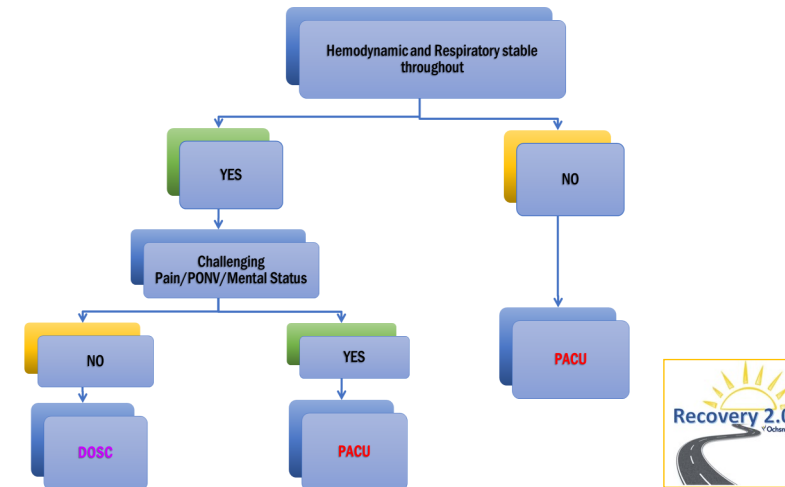 Hemodynamic and Respiratory stable
throughout
YES
NO
Challenging
Pain/PONV/Mental Status
NO
YES
PACU
DOSC
PACU
Recovery 2.0